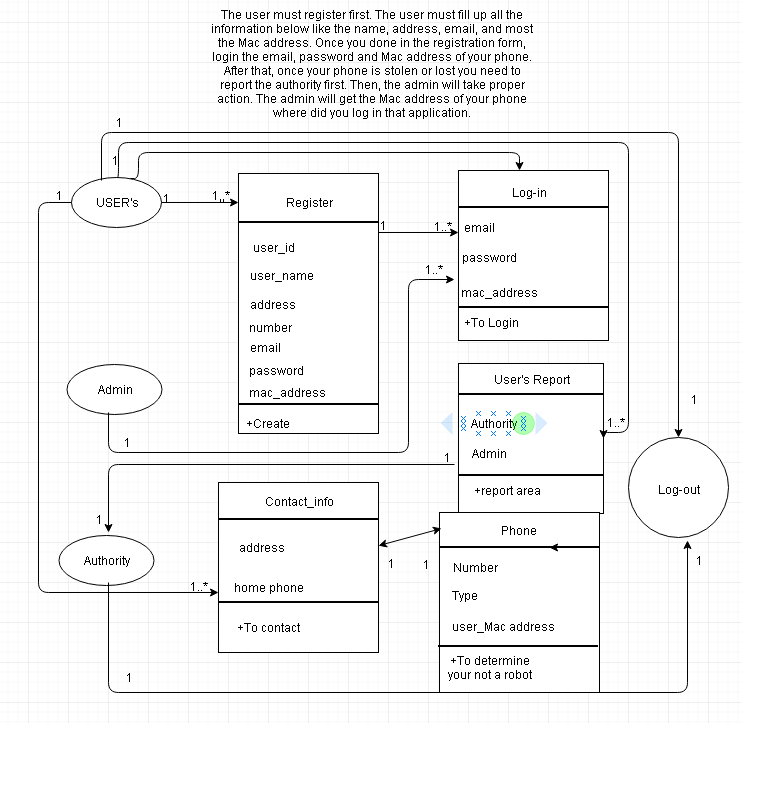 The user must register first. The user must fill up all the
information below like the name, address, email, and most
the Mac address. Once you done in the registration form,
login the email, password and Mac address of your phone.
After that, once your phone is stolen or lost you need to
report the authority first. Then, the admin will take proper
action. The admin will get the Mac address of your phone
where did you log in that application.
1
1
1
USER's
1
1..*
Register
Log-in
user_id
user_name
address
number
email
password
mac_address
+Create
1
1..*
email
password
mac_address
+To Login
1..*
Admin
1
User's Report
Authority
Admin
+report area
1..*
1
1
Log-out
1
Authority
1
Contact_info
address
home phone
+To contact
1..*
1
1
Phone
Number
Type
user_Mac address
+To determine
your not a robot
1
1